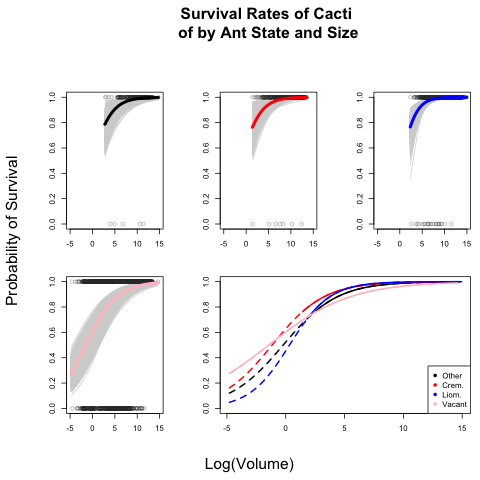 Survival Rates of Cacti
of by Ant State and Size
Probability of Survival
0.0 0.2 0.4 0.6 0.8 1.0
-5 0 5 10 15
0.0 0.2 0.4 0.6 0.8 1.0
-5 0 5 10 15
0.0 0.2 0.4 0.6 0.8 1.0
-5 0 5 10 15
0.0 0.2 0.4 0.6 0.8 1.0
-5 0 5 10 15
0.0 0.2 0.4 0.6 0.8 1.0
-5 0 5 10 15
Other
Crem.
Liom.
Vacant
Log(Volume)